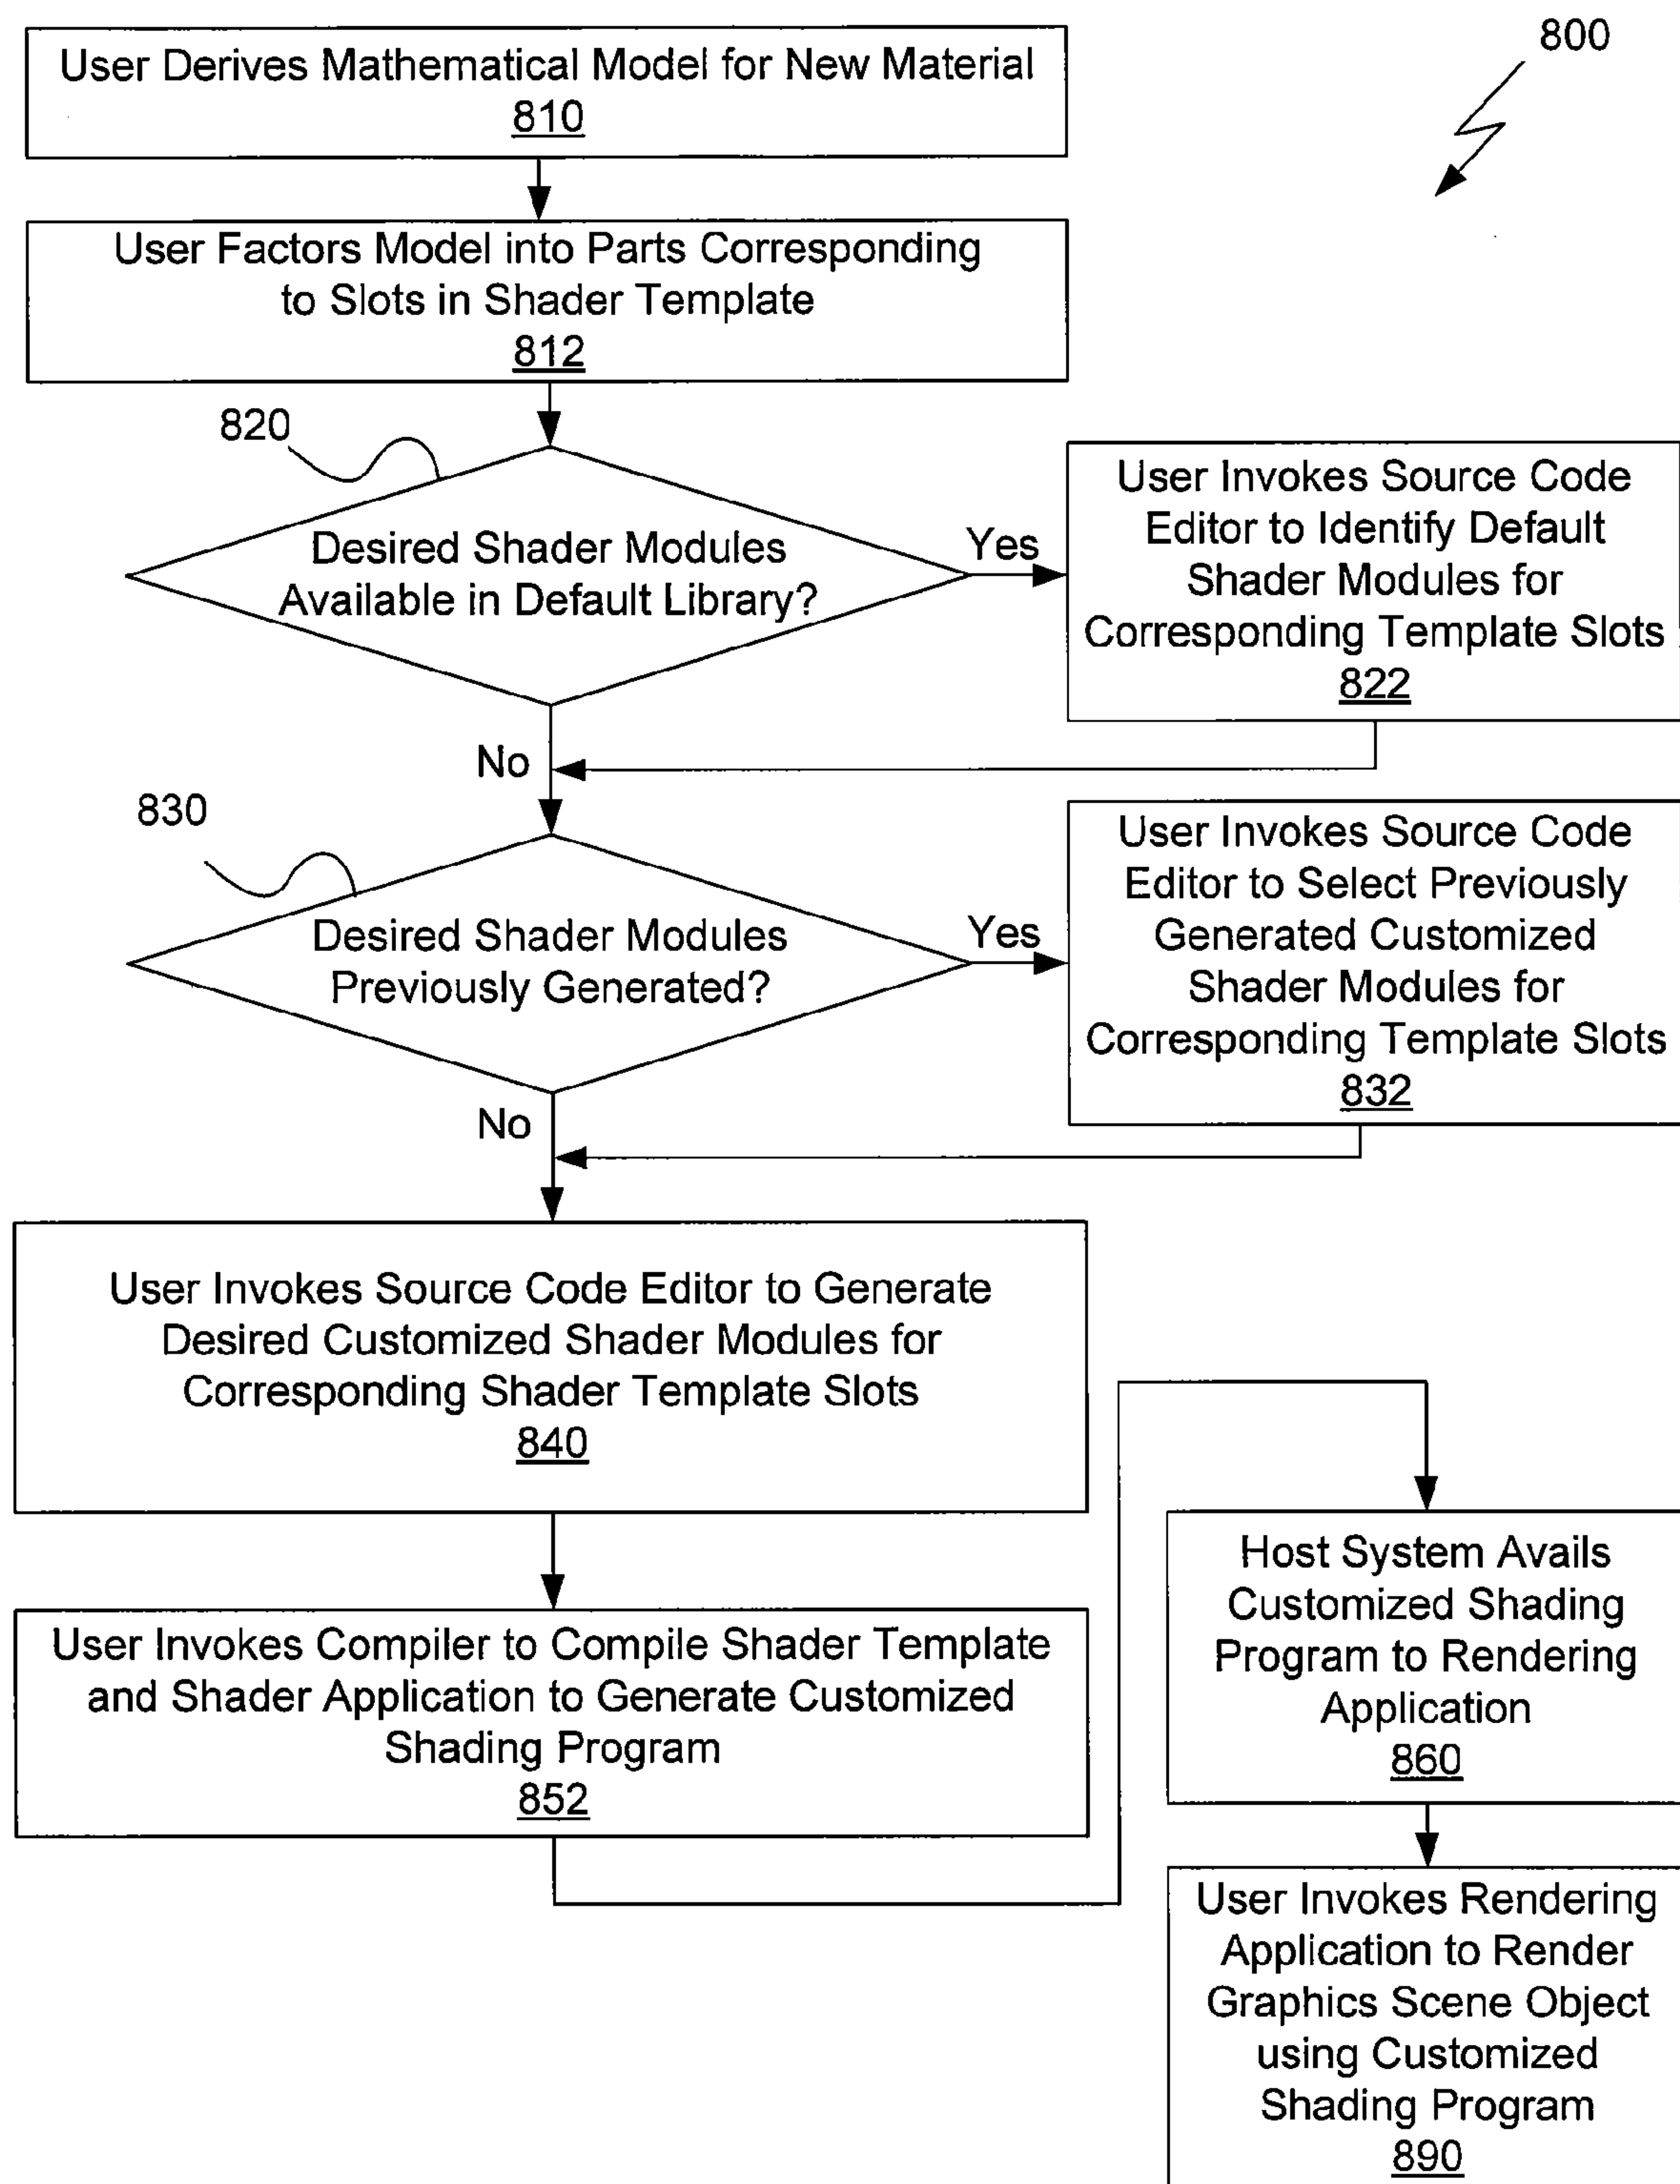 800
User Derives Mathematical Model for New Material
810
User Factors Model into Parts Corresponding
to Slots in Shader Template
812
820
Desired Shader Modules
Available in Default Library?
Yes
User Invokes Source Code
Editor to Identify Default
Shader Modules for
Corresponding Template Slots
822
No
830
Desired Shader Modules
Previously Generated?
Yes
User Invokes Source Code
Editor to Select Previously
Generated Customized
Shader Modules for
Corresponding Template Slots
832
No
User Invokes Source Code Editor to Generate
Desired Customized Shader Modules for
Corresponding Shader Template Slots
840
User Invokes Compiler to Compile Shader Template
and Shader Application to Generate Customized
Shading Program
852
Host System Avails
Customized Shading
Program to Rendering
Application
860
User Invokes Rendering
Application to Render
Graphics Scene Object
using Customized
Shading Program
890